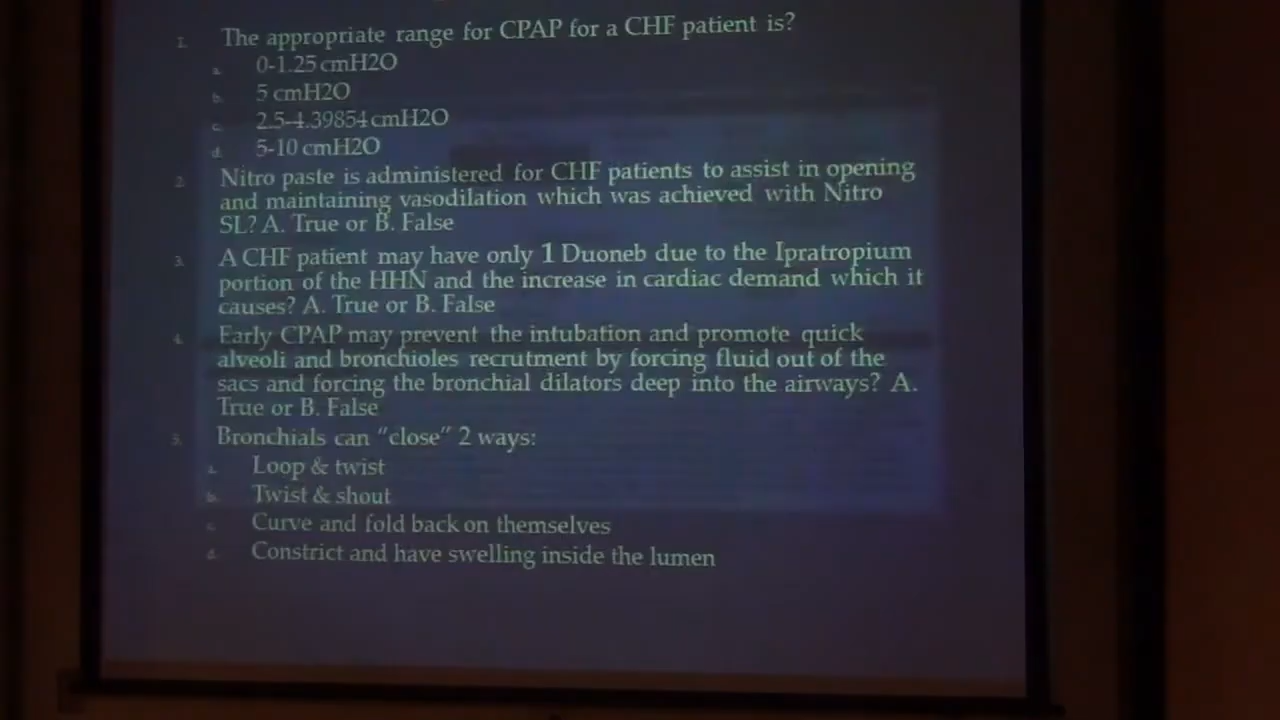 1. The appropriate range for CPAP for a CHF patient is?
a. 0-1.25 cmH2O
b. 5 cmH2O
c. 2.5-4.39854 cmH2O
d. 5-10 cmH2O
2. Nitro paste is administered for CHF patients to assist in opening
and maintaining vasodilation which was achieved with Nitro
SL? A. True or B. False
3. A CHF patient may have only 1 Duoneb due to the Ipratropium
portion of the HHN and the increase in cardiac demand which it
causes? A. True or B. False
4. Early CPAP may prevent the intubation and promote quick
alveoli and bronchioles recrutment by forcing fluid out of the
sacs and forcing the bronchial dilators deep into the airways? A.
True or B. False
5. Bronchials can "close" 2 ways:
a. Loop & twist
b. Twist & shout
c. Curve and fold back on themselves
d. Constrict and have swelling inside the lumen